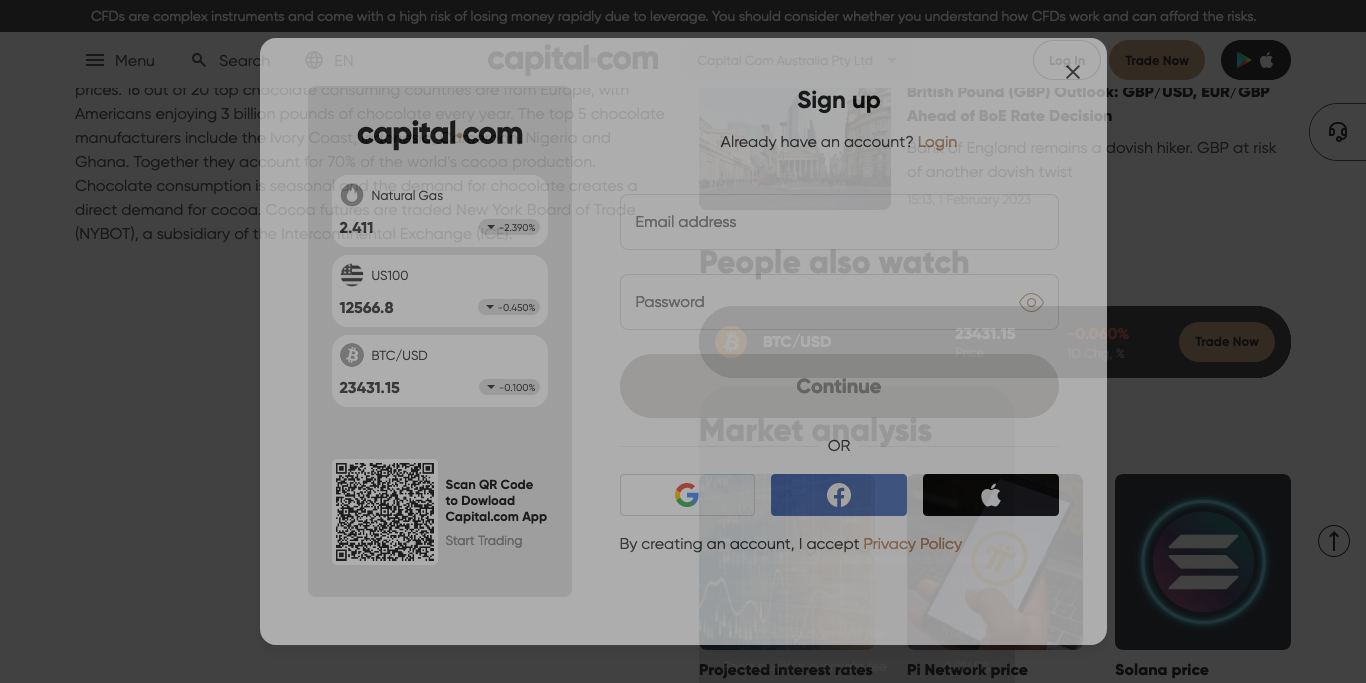 CFDs are complex instruments and come with a high risk of losing money rapidly due to leverage. You should consider whether you understand how CFDs work and can afford the risks.
Menu
Search
EN
capital.com
Capital Com Australia Pty Ltd
Log In
Trade Now
prices. 18 out of 20 top chocolate consuming countries are from Europe, with
Americans enjoying 3 billion pounds of chocolate every year. The top 5 chocolate
manufacturers include the Ivory Coast, Nigeria and
Ghana. Together they account for 70% of the world's cocoa production.
Chocolate consumption is seasonal and the demand for chocolate creates a
direct demand for cocoa. Cocoa futures are traded New York Board of Trade
(NYBOT), a subsidiary of the Intercontinental Exchange (ICE).
capital.com
Natural Gas
2.411
-2.390%
US100
12566.8
-0.450%
BTC/USD
23431.15
-0.100%
Scan QR Code
to Dowload
Capital.com App
Start Trading
Sign up
Already have an account? Login
Email address
Password
Continue
OR
By creating an account, I accept Privacy Policy
British Pound (GBP) Outlook: GBP/USD, EUR/GBP
Ahead of BoE Rate Decision
Bank of England remains a dovish hiker. GBP at risk
of another dovish twist
15:13, 1 February 2023
People also watch
BTC/USD
23431.15
Price
-0.060%
1D Chg, %
Trade Now
Market analysis
Projected interest rates
Pi Network price
Solana price